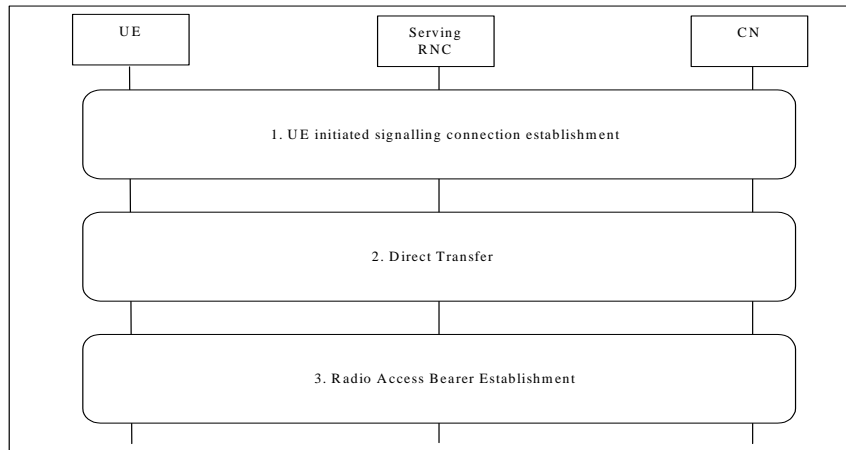 UE
Serving
RNC
CN
1. UE initiated signalling connection establishment
2. Direct Transfer
3. Radio Access Bearer Establishment